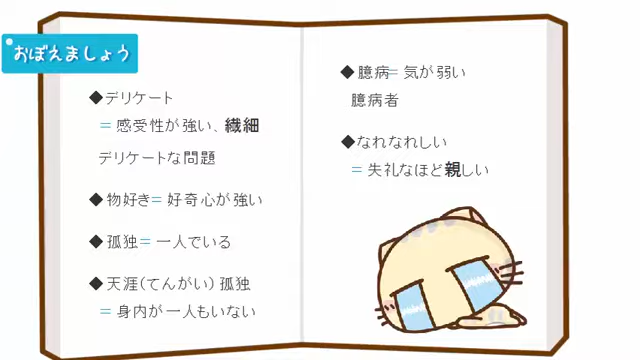 おぼえましょう
◆デリケート
= 感受性が強い、繊細
デリケートな問題
◆物好き= 好奇心が強い
◆孤独= 一人でいる
◆天涯(てんがい)孤独
= 身内が一人もいない
◆臆病= 気が弱い
臆病者
◆なれなれしい
= 失礼なほど親しい